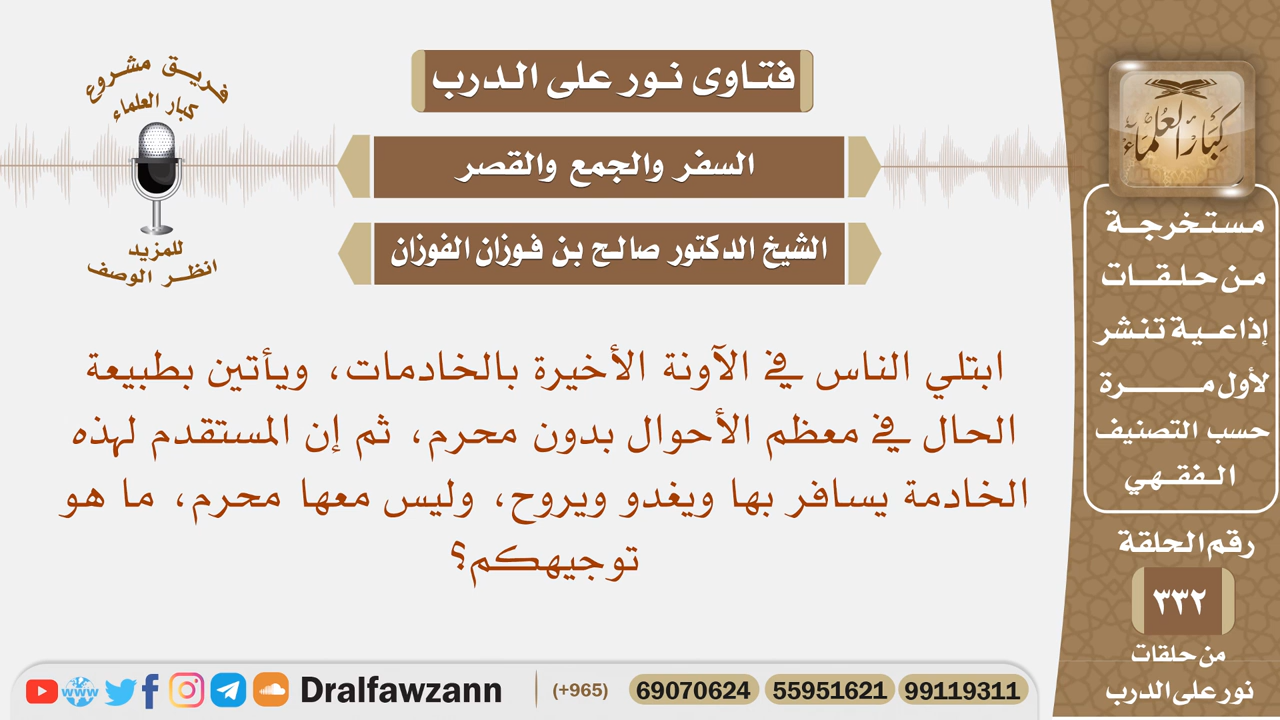 فتاوى نور على الدرب
السفر والجمع والقصر
الشيخ الدكتور صالح بن فوزان الفوزان
فريق مشروع
كبار العلماء
للمزيد
انظر الوصف
ابتلي الناس في الآونة الأخيرة بالخادمات، ويأتين بطبيعة
الحال في معظم الأحوال بدون محرم، ثم إن المستقدم لهذه
الخادمة يسافر بها ويغدو ويروح، وليس معها محرم، ما هو
توجيهكم؟
كبار العلماء
مستخرجة
من حلقات
إذاعية تنشر
لأول مرة
حسب التصنيف
الفقهي
رقم الحلقة
٣٣٢
من حلقات
نور على الدرب
www
Dralfawzann
(+965) 69070624 55951621 99119311